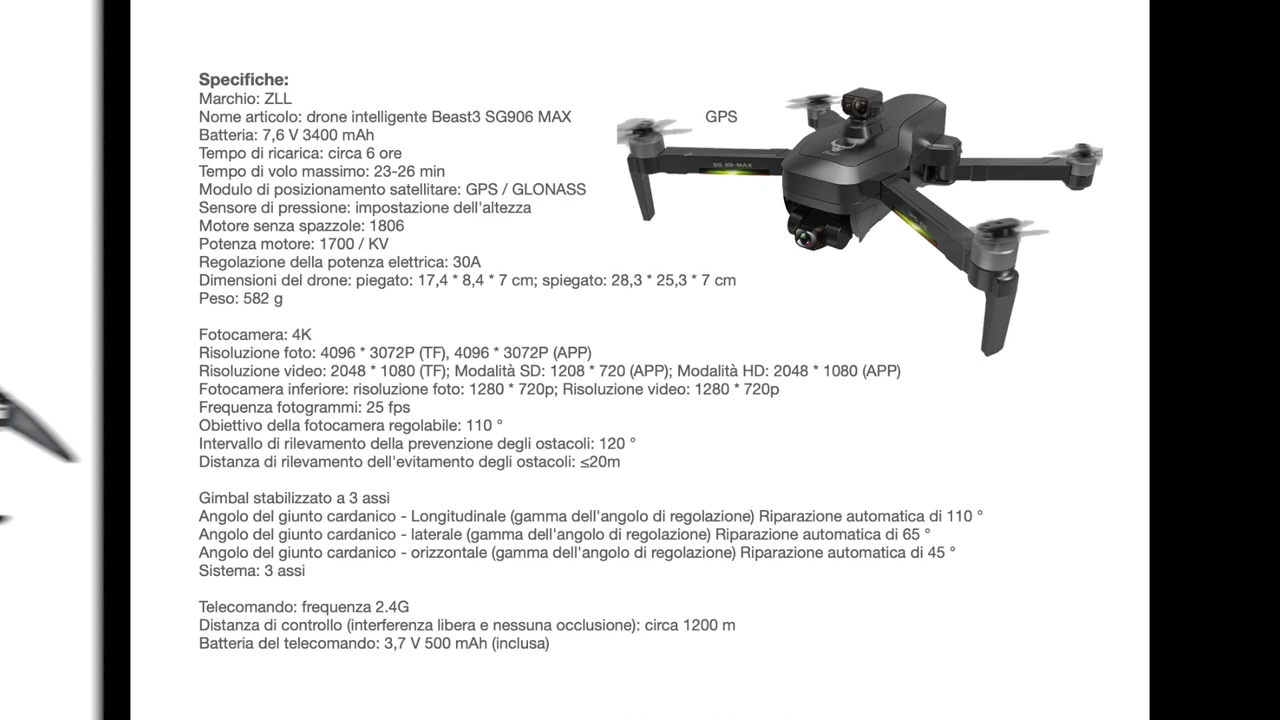 Specifiche:
Marchio: ZLL
Nome articolo: drone intelligente Beast3 SG906 MAX
GPS
Batteria: 7,6 V 3400 mAh
Tempo di ricarica: circa 6 ore
Tempo di volo massimo: 23-26 min
Modulo di posizionamento satellitare: GPS / GLONASS
Sensore di pressione: impostazione dell'altezza
Motore senza spazzole: 1806
Potenza motore: 1700 / KV
Regolazione della potenza elettrica: 30A
Dimensioni del drone: piegato: 17,4 * 8,4 * 7 cm; spiegato: 28,3 * 25,3 * 7 cm
Peso: 582 g
Fotocamera: 4K
Risoluzione foto: 4096 * 3072P (TF), 4096 * 3072P (APP)
Risoluzione video: 2048 * 1080 (TF); Modalità SD: 1208 * 720 (APP); Modalità HD: 2048 * 1080 (APP)
Fotocamera inferiore: risoluzione foto: 1280 * 720p; Risoluzione video: 1280 * 720p
Frequenza fotogrammi: 25 fps
Obiettivo della fotocamera regolabile: 110 °
Intervallo di rilevamento della prevenzione degli ostacoli: 120 °
Distanza di rilevamento dell'evitamento degli ostacoli: ≤20m
Gimbal stabilizzato a 3 assi
Angolo del giunto cardanico - Longitudinale (gamma dell'angolo di regolazione) Riparazione automatica di 110 °
Angolo del giunto cardanico - laterale (gamma dell'angolo di regolazione) Riparazione automatica di 65 °
Angolo del giunto cardanico - orizzontale (gamma dell'angolo di regolazione) Riparazione automatica di 45 °
Sistema: 3 assi
Telecomando: frequenza 2.4G
Distanza di controllo (interferenza libera e nessuna occlusione): circa 1200 m
Batteria del telecomando: 3,7 V 500 mAh (inclusa)